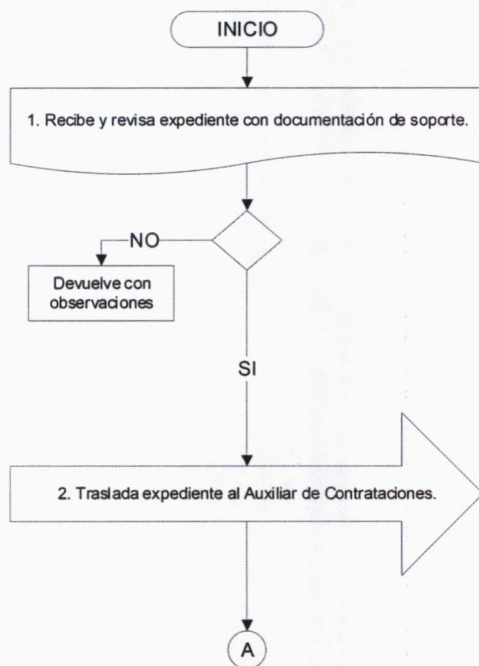 INICIO
1. Recibe y revisa expediente con documentación de soporte.
NO
Devuelve con
observaciones
SI
2. Traslada expediente al Auxiliar de Contrataciones.
A